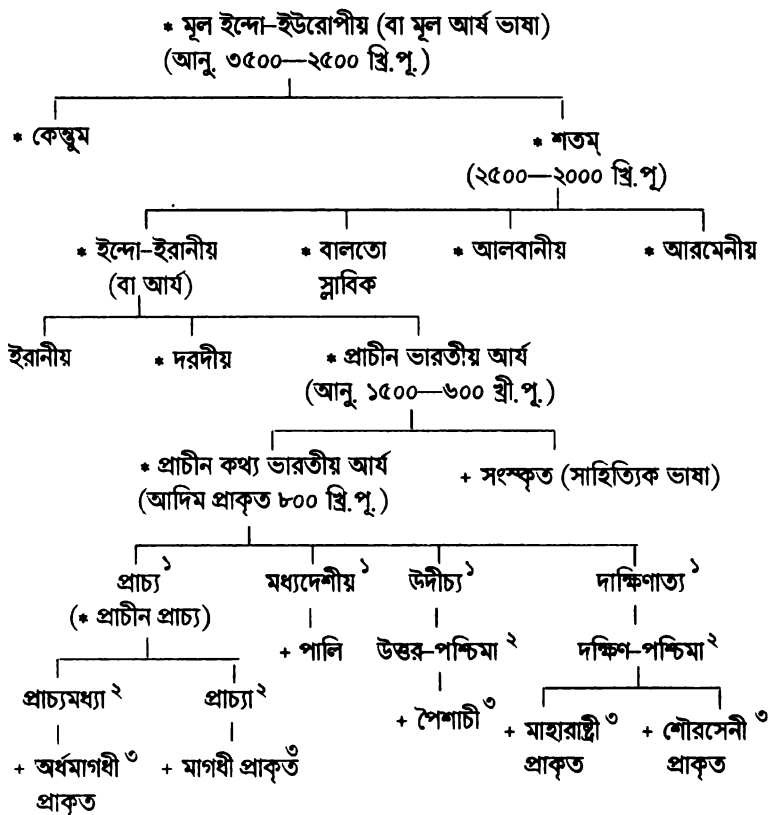 * মূল ইন্দো-ইউরোপীয় (বা মূল আর্য ভাষা)
(আনু. ৩৫০০—২৫০০ খ্রি.পূ.)
* কেন্তুম
* শতম্
(২৫০০—২০০০ খ্রি.পূ)
* ইন্দো-ইরানীয়
(বা আর্য)
* বালতো
স্লাবিক
* আলবানীয়
* আরমেনীয়
ইরানীয়
* দরদীয়
* প্রাচীন ভারতীয় আর্য
(আনু. ১৫০০—৬০০ খ্রী.পূ.)
* প্রাচীন কথ্য ভারতীয় আর্য
(আদিম প্রাকৃত ৮০০ খ্রি.পূ.)
+ সংস্কৃত (সাহিত্যিক ভাষা)
প্রাচ্য ১
(* প্রাচীন প্রাচ্য)
মধ্যদেশীয় ১
উদীচ্য ১
দাক্ষিণাত্য ১
+ পালি
উত্তর-পশ্চিমা ২
দক্ষিণ-পশ্চিমা ২
প্রাচ্যমধ্যা ২
প্রাচ্যা ২
+ পৈশাচী ৩
+ মাহারাষ্ট্রী ৩
প্রাকৃত
+ শৌরসেনী ৩
প্রাকৃত
+ অর্ধমাগধী ৩
প্রাকৃত
+ মাগধী প্রাকৃত ৩